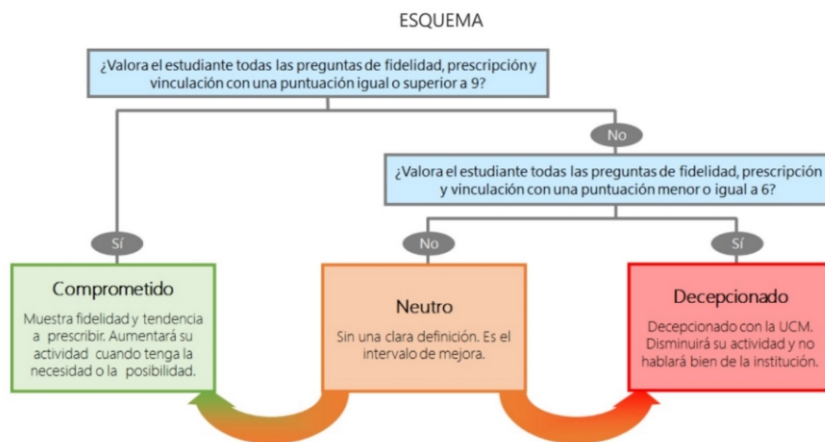 ESQUEMA
¿Valora el estudiante todas las preguntas de fidelidad, prescripción y
vinculación con una puntuación igual o superior a 9?
No
¿Valora el estudiante todas las preguntas de fidelidad, prescripción
y vinculación con una puntuación menor o igual a 6?
Sí
No
Sí
Comprometido
Muestra fidelidad y tendencia
a prescribir. Aumentará su
actividad cuando tenga la
necesidad o la posibilidad.
Neutro
Sin una clara definición. Es el
intervalo de mejora.
Decepcionado
Decepcionado con la UCM.
Disminuirá su actividad y no
hablará bien de la institución.